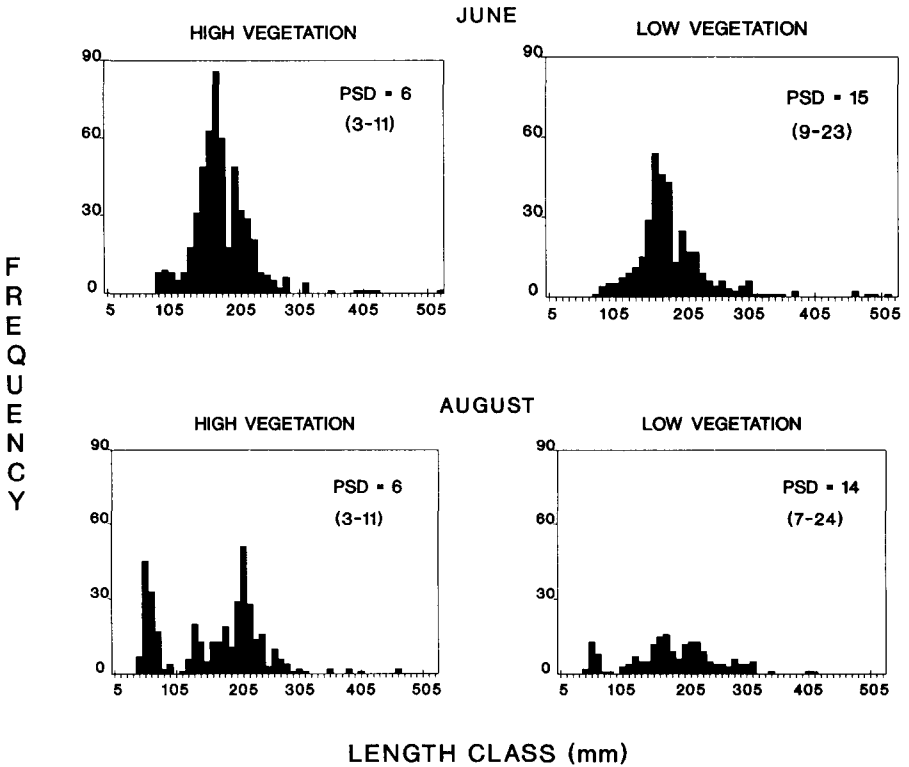 JUNE
HIGH VEGETATION
90
60
30
0
PSD = 6
(3-11)
5 105 205 305 405 505
LOW VEGETATION
90
60
30
0
PSD = 15
(9-23)
5 105 205 305 405 505
FREQUENCY
AUGUST
HIGH VEGETATION
90
60
30
0
PSD = 6
(3-11)
5 105 205 305 405 505
LOW VEGETATION
90
60
30
0
PSD = 14
(7-24)
5 105 205 305 405 505
LENGTH CLASS (mm)